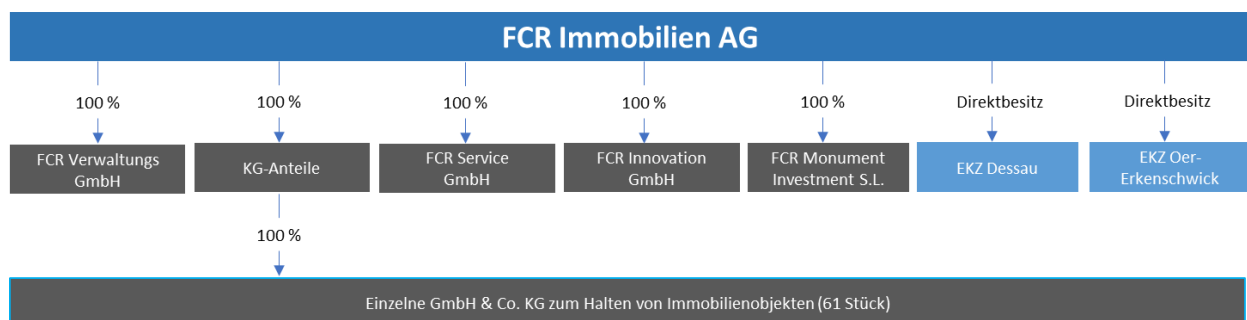 FCR Immobilien AG
100 %
100 %
100 %
100 %
100 %
Direktbesitz
Direktbesitz
FCR Verwaltungs
GmbH
KG-Anteile
FCR Service
GmbH
FCR Innovation
GmbH
FCR Monument
Investment S.L.
EKZ Dessau
EKZ Oer-
Erkenschwick
100 %
Einzelne GmbH & Co. KG zum Halten von Immobilienobjekten (61 Stück)